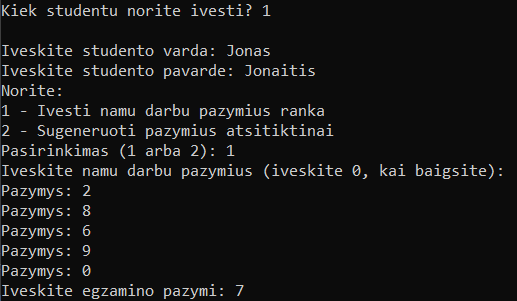 Kiek studentu norite ivesti? 1
Iveskite studento varda: Jonas
Iveskite studento pavarde: Jonaitis
Norite:
1 - Ivesti namu darbu pazymius ranka
2 - Sugeneruoti pazymius atsitiktinai
Pasirinkimas (1 arba 2): 1
Iveskite namu darbu pazymius (iveskite 0, kai baigsite):
Pazymys: 2
Pazymys: 8
Pazymys: 6
Pazymys: 9
Pazymys: 0
Iveskite egzamino pazymi: 7